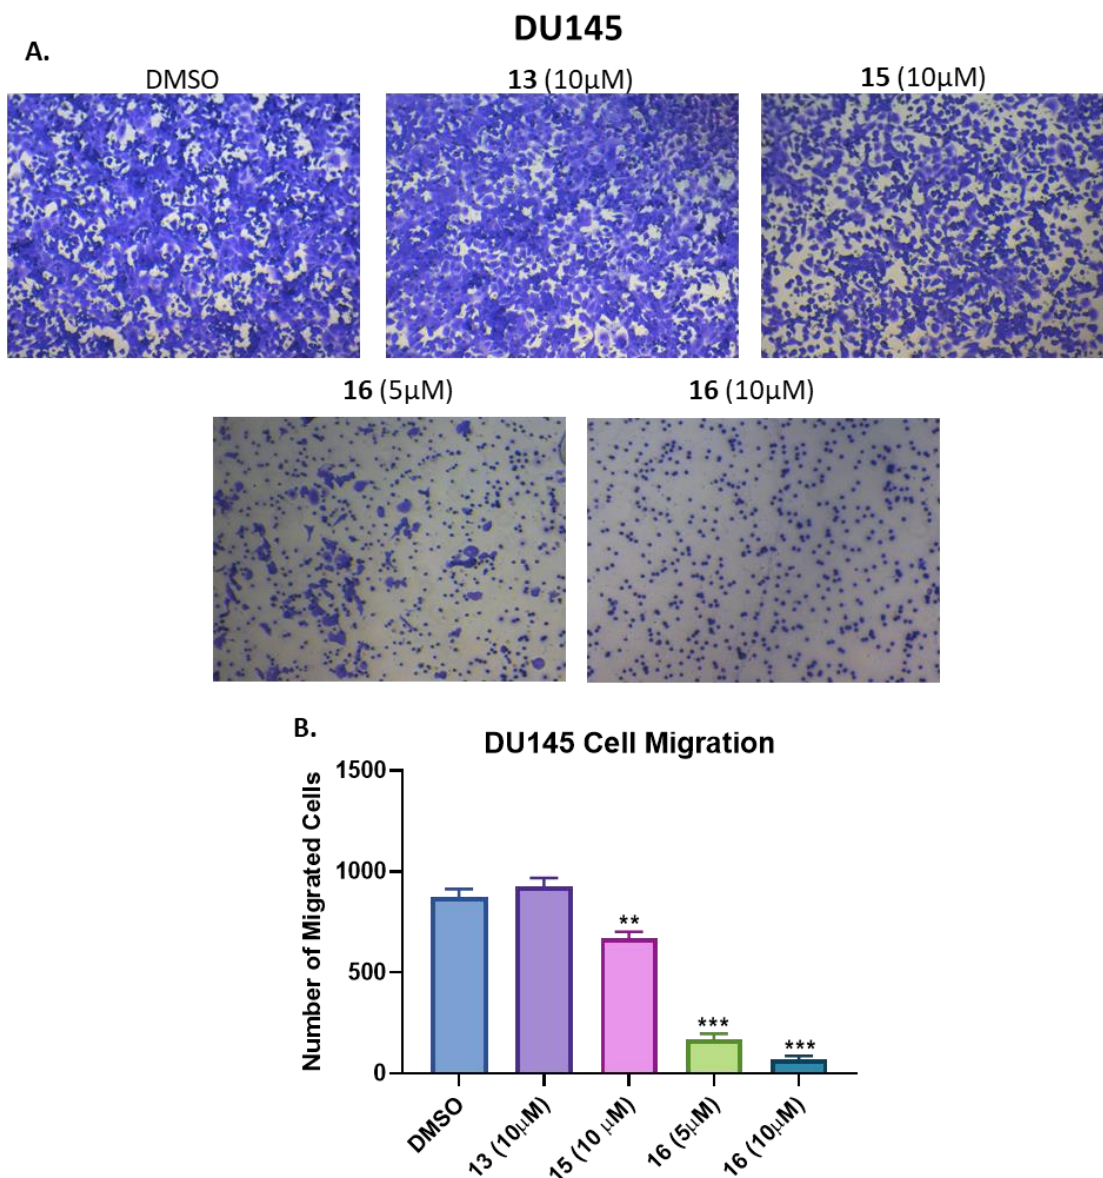 DU145
A.
DMSO
13 (10µM)
15 (10µM)
16 (5µM)
16 (10µM)
B.
DU145 Cell Migration
Number of Migrated Cells
1500
1000
500
0
**
***
***
DMSO
13 (10µM)
15 (10 µM)
16 (5µM)
16 (10µM)